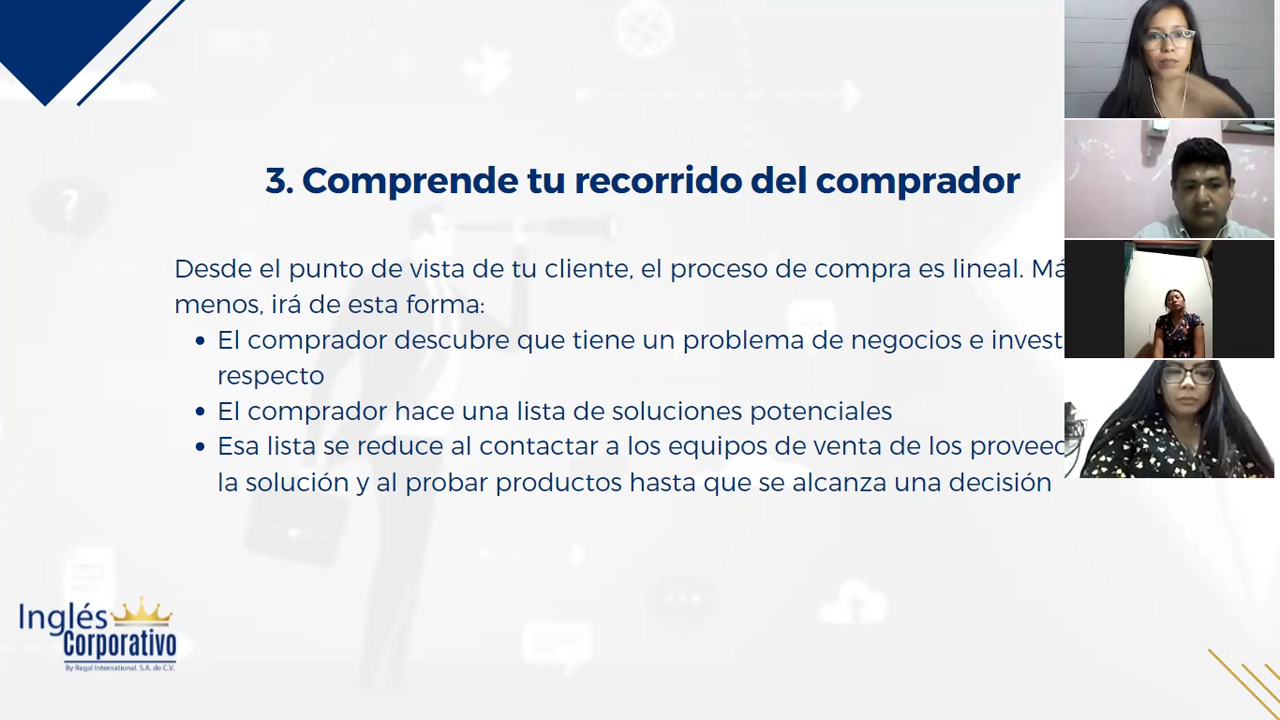 3. Comprende tu recorrido del comprador
Desde el punto de vista de tu cliente, el proceso de compra es lineal. Má
menos, irá de esta forma:
El comprador descubre que tiene un problema de negocios e invest
respecto
El comprador hace una lista de soluciones potenciales
Esa lista se reduce al contactar a los equipos de venta de los proveed
la solución y al probar productos hasta que se alcanza una decisión
Inglés
Corporativo
By Regal International, S.A. de C.V.